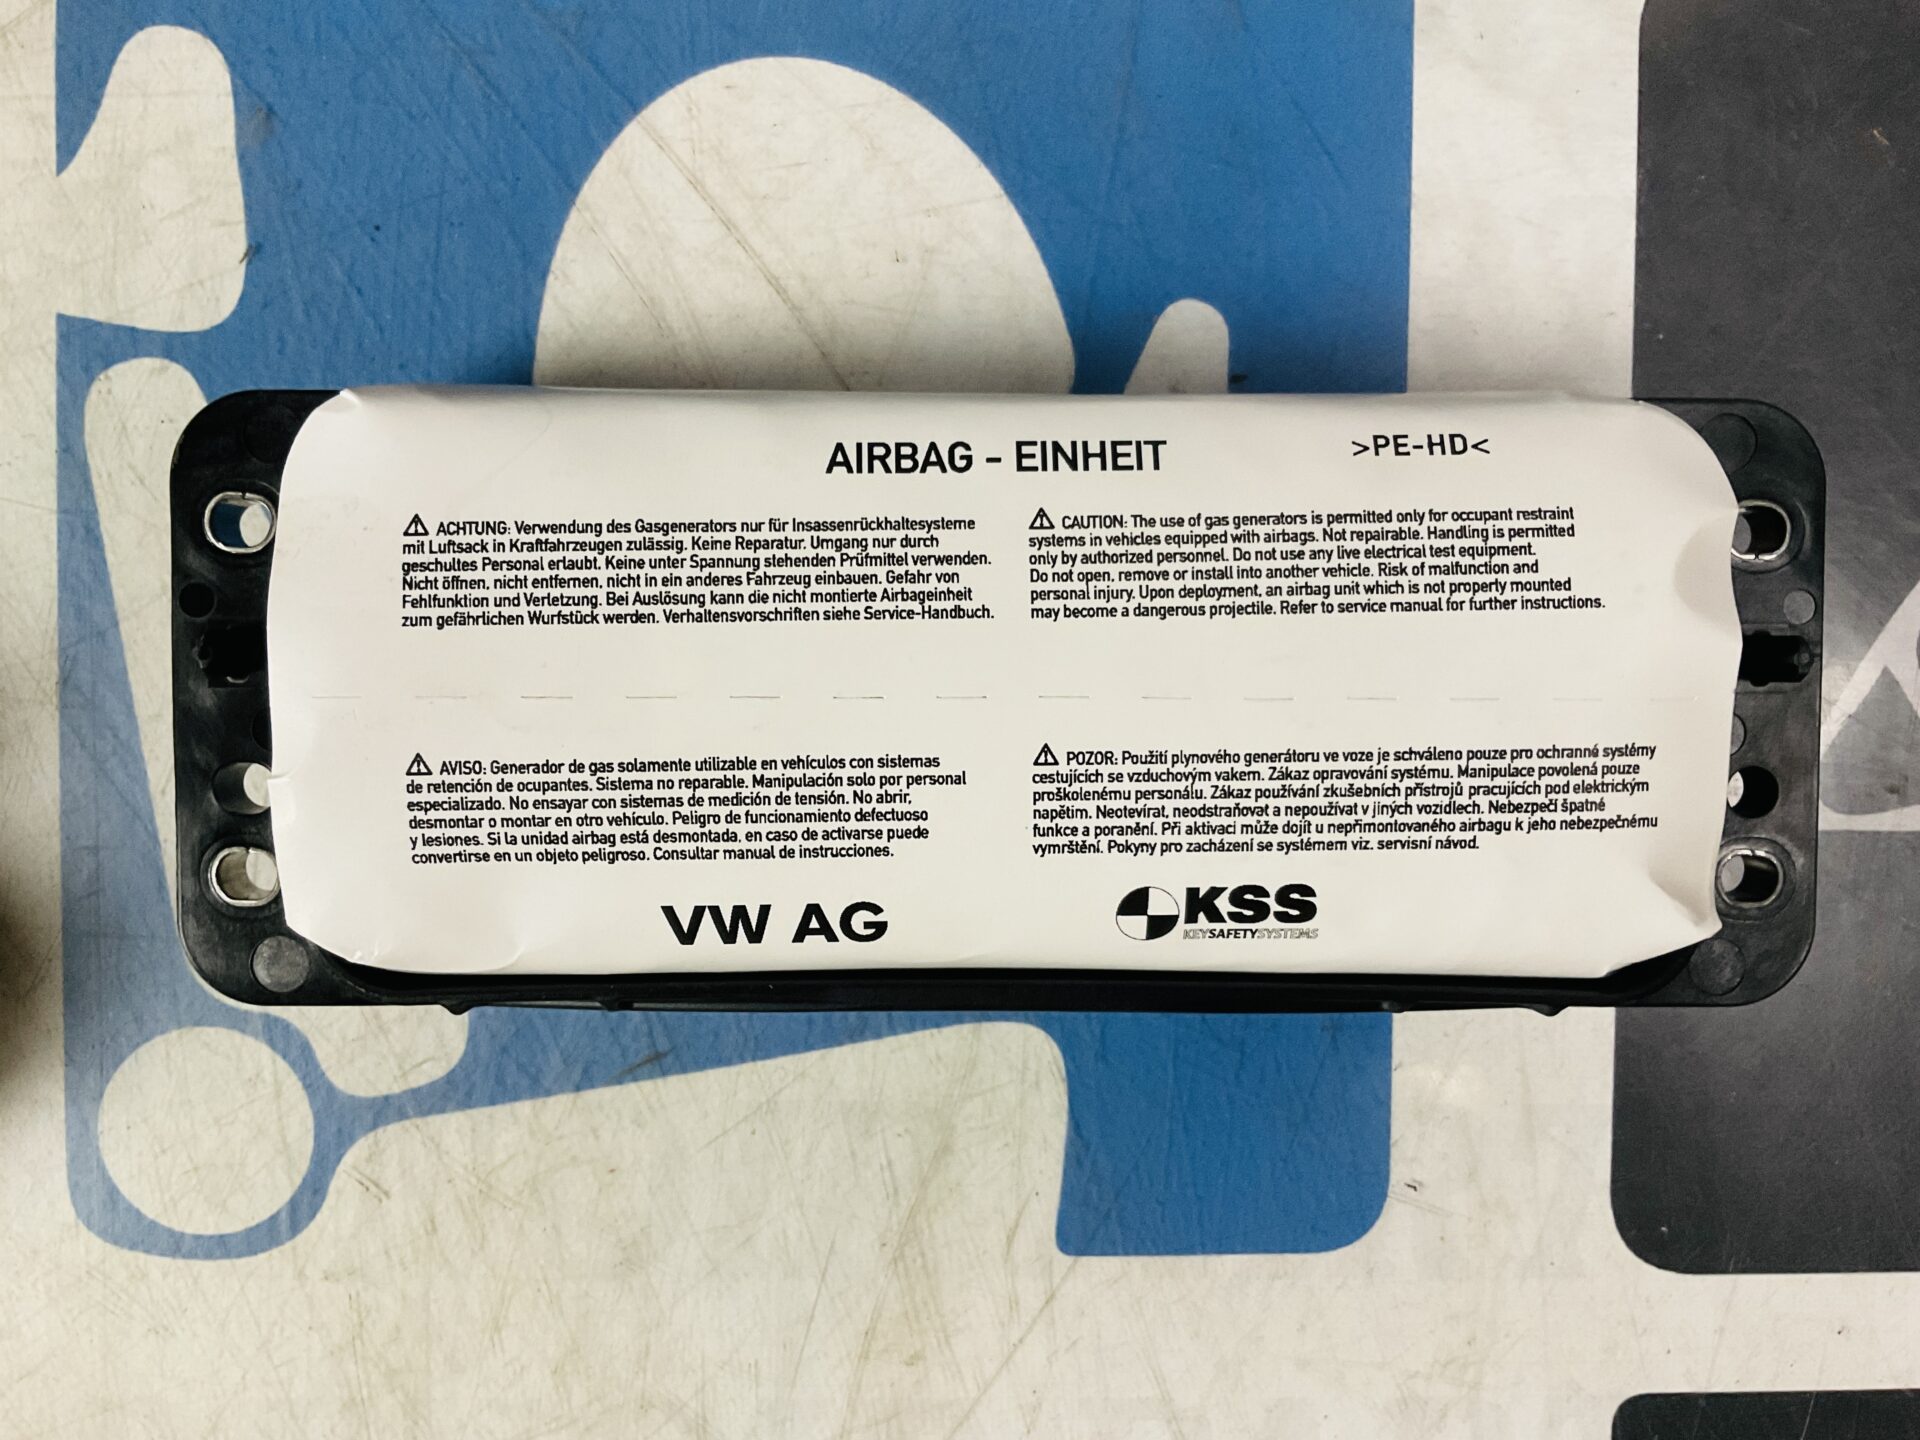 AIRBAG - EINHEIT
>PE-HD<
⚠ ACHTUNG: Verwendung des Gasgenerators nur für Insassenrückhaltesysteme
mit Luftsack in Kraftfahrzeugen zulässig. Keine Reparatur. Umgang nur durch
geschultes Personal erlaubt. Keine unter Spannung stehenden Prüfmittel verwenden.
Nicht öffnen, nicht entfernen, nicht in ein anderes Fahrzeug einbauen. Gefahr von
Fehlfunktion und Verletzung. Bei Auslösung kann die nicht montierte Airbageinheit
zum gefährlichen Wurfstück werden. Verhaltensvorschriften siehe Service-Handbuch.
⚠ CAUTION: The use of gas generators is permitted only for occupant restraint
systems in vehicles equipped with airbags. Not repairable. Handling is permitted
only by authorized personnel. Do not use any live electrical test equipment.
Do not open, remove or install into another vehicle. Risk of malfunction and
personal injury. Upon deployment, an airbag unit which is not properly mounted
may become a dangerous projectile. Refer to service manual for further instructions.
⚠ AVISO: Generador de gas solamente utilizable en vehículos con sistemas
de retención de ocupantes. Sistema no reparable. Manipulación solo por personal
especializado. No ensayar con sistemas de medición de tensión. No abrir,
desmontar o montar en otro vehículo. Peligro de funcionamiento defectuoso
y lesiones. Si la unidad airbag está desmontada, en caso de activarse puede
convertirse en un objeto peligroso. Consultar manual de instrucciones.
⚠ POZOR: Použití plynového generátoru ve voze je schváleno pouze pro ochranné systémy
cestujících se vzduchovým vakem. Zákaz opravování systému. Manipulace povolená pouze
proškolenému personálu. Zákaz používání zkušebních přístrojů pracujících pod elektrickým
napětím. Neotevírat, neodstraňovat a nepoužívat v jiných vozidlech. Nebezpečí špatné
funkce a poranění. Při aktivaci může dojít u nepřimontovaného airbagu k jeho nebezpečnému
vymrštění. Pokyny pro zacházení se systémem viz. servisní návod.
VW AG
KSS
KEYSAFETYSYSTEMS